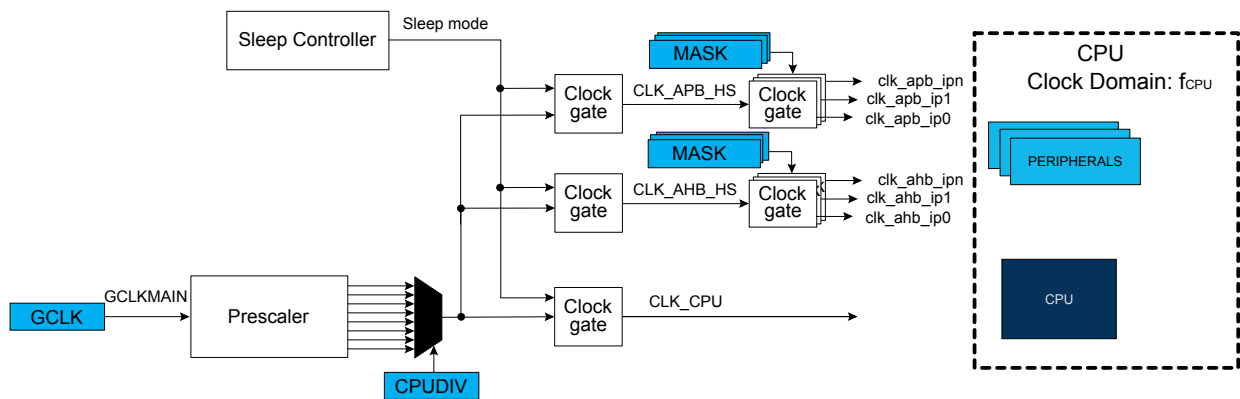 Sleep mode
Sleep Controller
MASK
CPU
Clock Domain: fCPU
Clock
gate
CLK_APB_HS
Clock
gate
clk_apb_ipn
clk_apb_ip1
clk_apb_ip0
MASK
PERIPHERALS
Clock
gate
CLK_AHB_HS
Clock
gate
clk_ahb_ipn
clk_ahb_ip1
clk_ahb_ip0
GCLK
GCLKMAIN
Prescaler
CPUDIV
Clock
gate
CLK_CPU
CPU